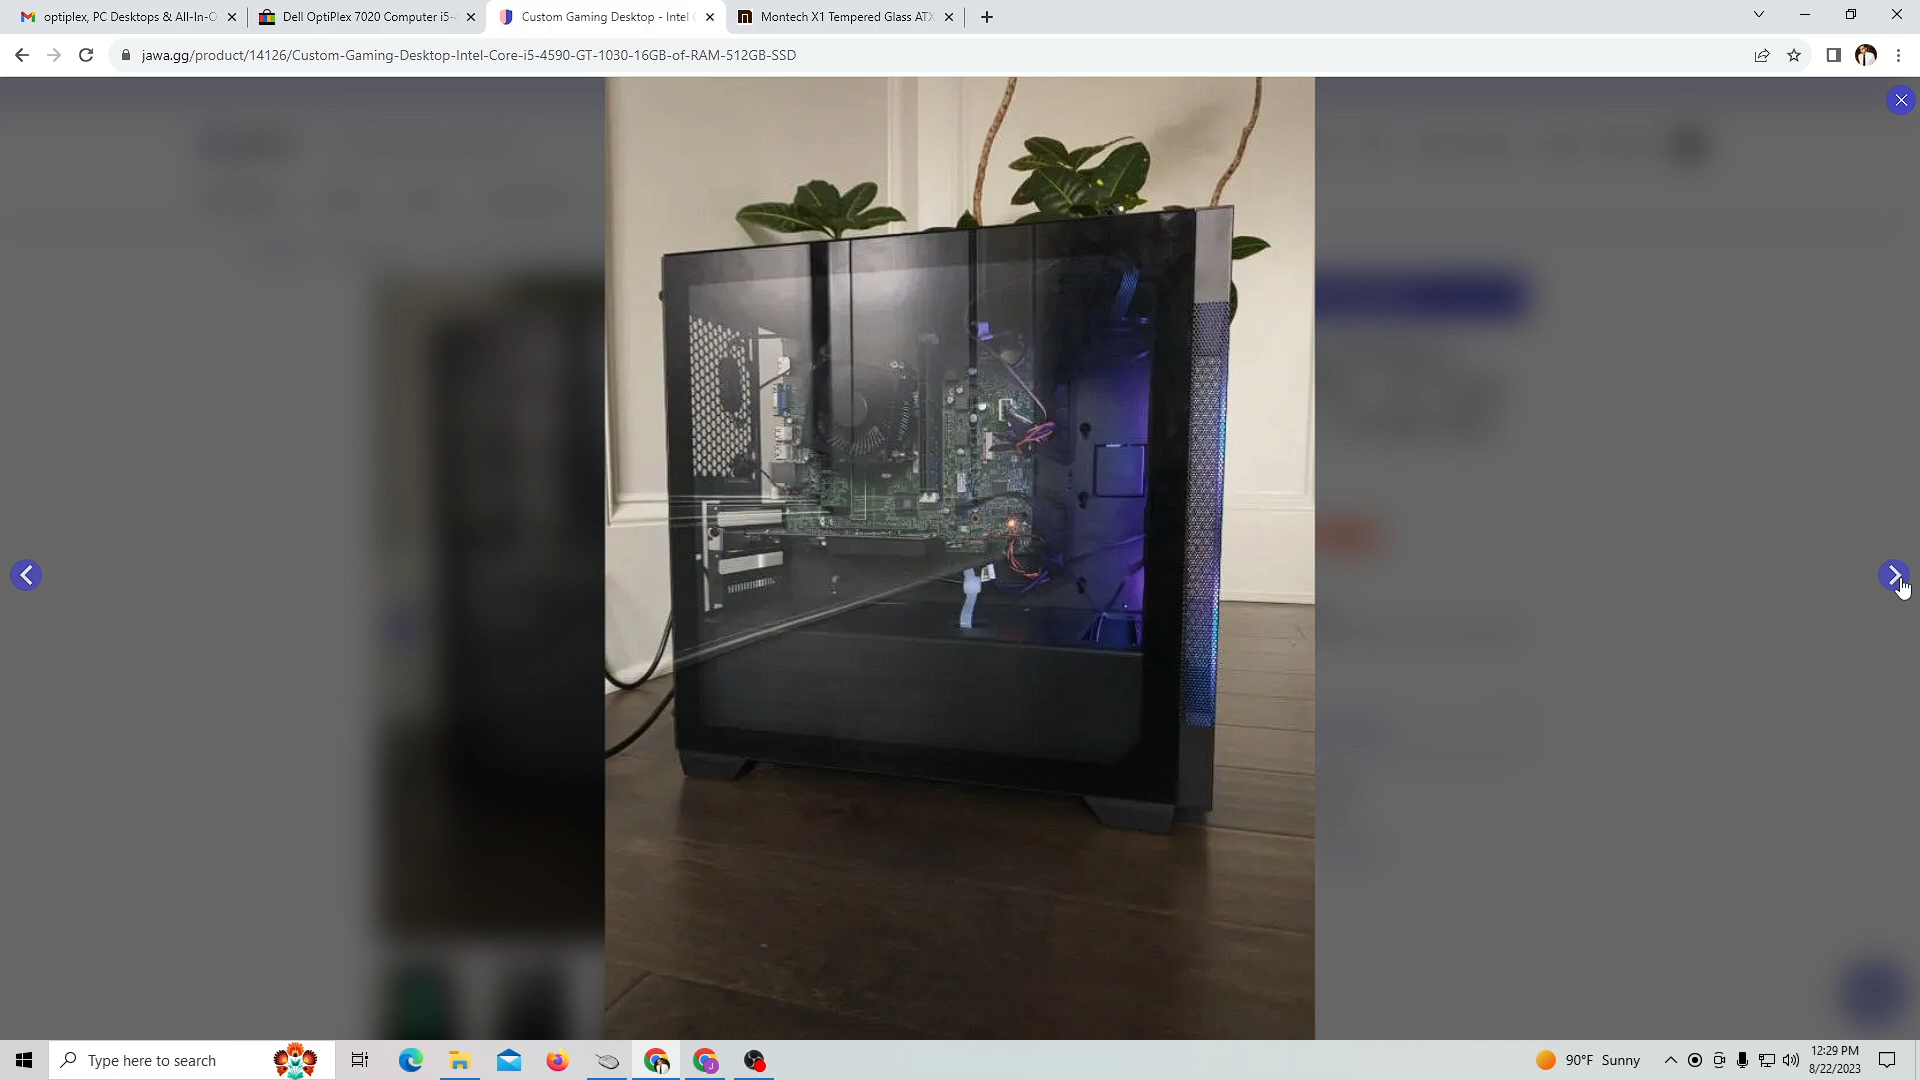 optiplex, PC Desktops & All-In-O
Dell OptiPlex 7020 Computer i5-4
Custom Gaming Desktop - Intel C
Montech X1 Tempered Glass ATX
jawa.gg/product/14126/Custom-Gaming-Desktop-Intel-Core-i5-4590-GT-1030-16GB-of-RAM-512GB-SSD
Type here to search
90°F Sunny
12:29 PM
8/22/2023